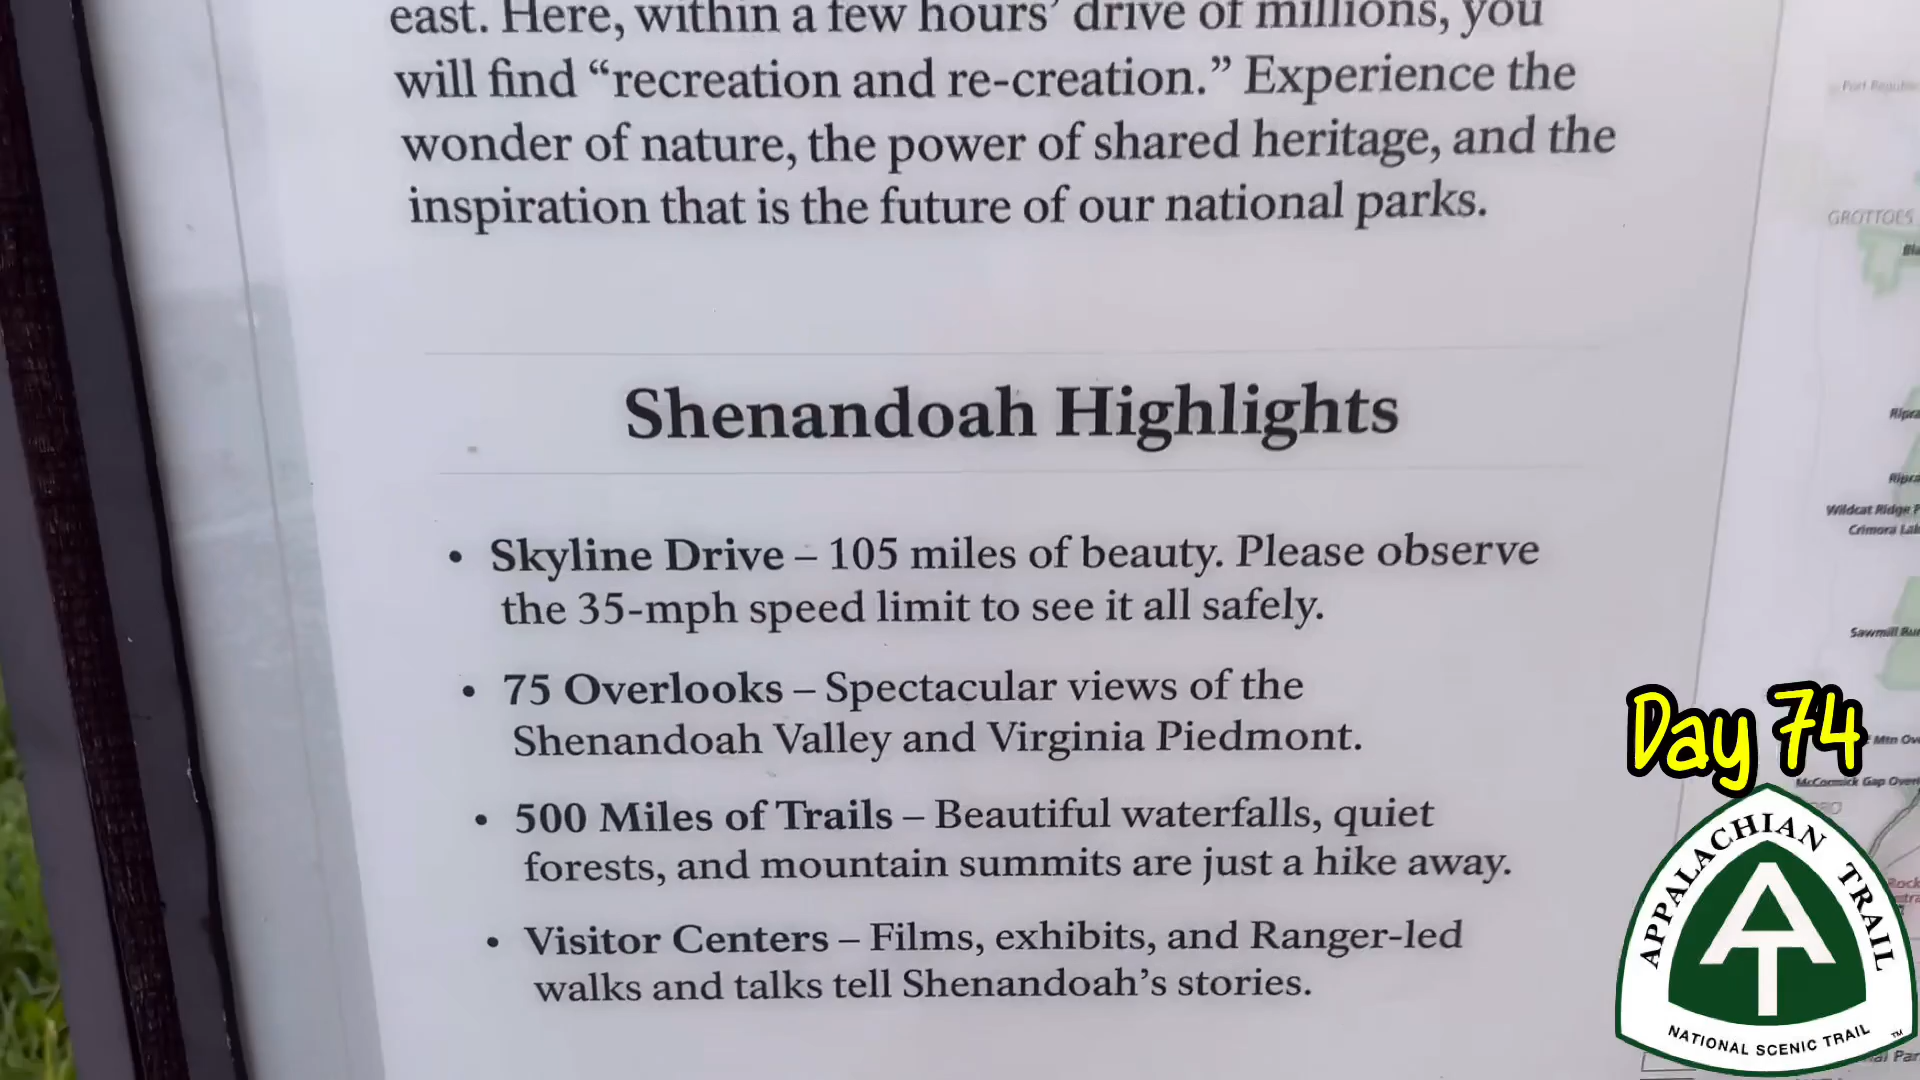 east. Here, within a few hours’ drive of millions, you
will find “recreation and re-creation.” Experience the
wonder of nature, the power of shared heritage, and the
inspiration that is the future of our national parks.
Shenandoah Highlights
• Skyline Drive – 105 miles of beauty. Please observe
the 35-mph speed limit to see it all safely.
• 75 Overlooks – Spectacular views of the
Shenandoah Valley and Virginia Piedmont.
• 500 Miles of Trails – Beautiful waterfalls, quiet
forests, and mountain summits are just a hike away.
• Visitor Centers – Films, exhibits, and Ranger-led
walks and talks tell Shenandoah’s stories.
GROTTOES
Wildcat Ridge
Crimora
Sawmill
Mtn
McCormick Gap
Day 74
APPALACHIAN TRAIL
AT
NATIONAL SCENIC TRAIL
TM